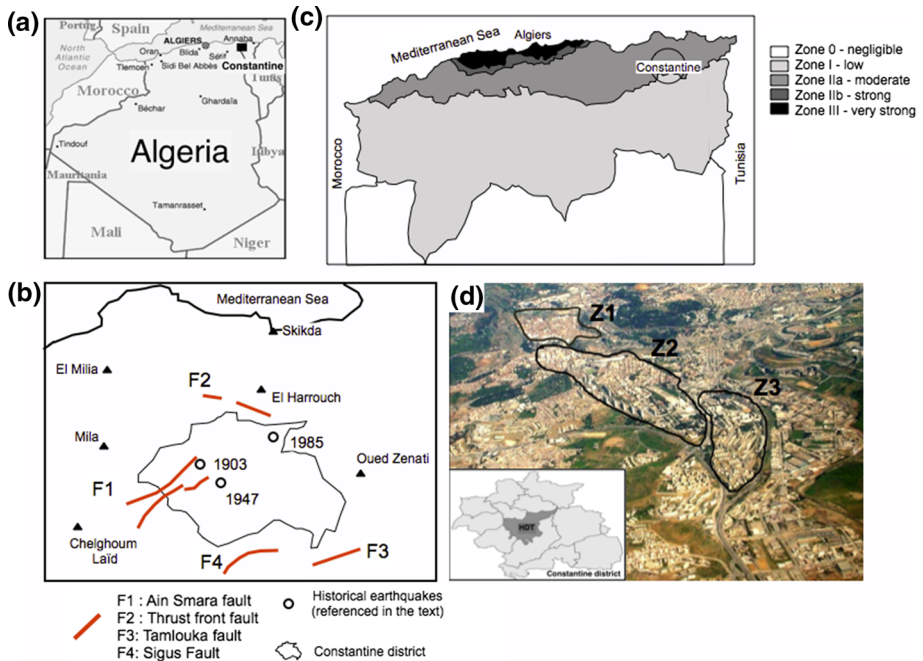 (a)
Portug.
Spain
Mediterranean Sea
North
Atlantic
Ocean
ALGIERS
Annaba
Oran
Blida
Sétif
Constantine
Tlemcen
Sidi Bel Abbès
Tunis
Morocco
Béchar
Ghardaïa
Tindouf
Algeria
Libya
Mauritania
Tamanrasset
Mali
Niger
(c)
Mediterranean Sea
Algiers
Constantine
Morocco
Tunisia
Zone 0 - negligible
Zone I - low
Zone IIa - moderate
Zone IIb - strong
Zone III - very strong
(b)
Mediterranean Sea
Skikda
El Milia
F2
El Harrouch
Mila
1985
Oued Zenati
1903
F1
1947
Chelghoum
Laïd
F4
F3
F1 : Ain Smara fault
F2 : Thrust front fault
F3: Tamlouka fault
F4: Sigus Fault
Historical earthquakes
(referenced in the text)
Constantine district
(d)
Z1
Z2
Z3
HDT
Constantine district